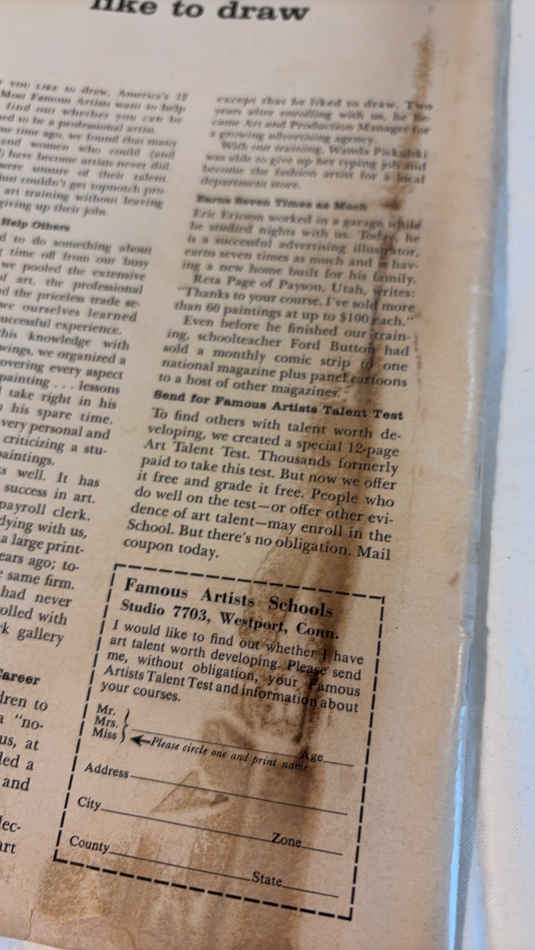 like to draw
you LIKE to draw, America's 12
Most Famous Artists want to help
find out whether you can be
ed to be a professional artist.
me time ago, we found that many
and women who could (and
) have become artists never did
were unsure of their talent.
but couldn't get topnotch pro-
art training without leaving
giving up their jobs.
Help Others
d to do something about
time off from our busy
we pooled the extensive
of art, the professional
d the priceless trade se-
we ourselves learned
uccessful experience.
his knowledge with
wings, we organized a
overing every aspect
painting . . . lessons
take right in his
his spare time.
very personal and
criticizing a stu-
paintings.
s well. It has
success in art.
payroll clerk.
dying with us,
a large print-
ears ago; to-
same firm.
had never
olled with
rk gallery
Career
dren to
a "no-
us, at
led a
and
lec-
art
except that he liked to draw. Two
years after enrolling with us, he be-
came Art and Production Manager for
a growing advertising agency.
With our training, Wanda Pickulski
was able to give up her typing job and
become the fashion artist for a local
department store.
Earns Seven Times as Much
Eric Ericson worked in a garage while
he studied nights with us. Today, he
is a successful advertising illustrator,
earns seven times as much and is hav-
ing a new home built for his family.
Reta Page of Payson, Utah, writes:
"Thanks to your course, I've sold more
than 60 paintings at up to $100 each."
Even before he finished our train-
ing, schoolteacher Ford Button had
sold a monthly comic strip to one
national magazine plus panel cartoons
to a host of other magazines.
Send for Famous Artists Talent Test
To find others with talent worth de-
veloping, we created a special 12-page
Art Talent Test. Thousands formerly
paid to take this test. But now we offer
it free and grade it free. People who
do well on the test—or offer other evi-
dence of art talent—may enroll in the
School. But there's no obligation. Mail
coupon today.
Famous Artists Schools
Studio 7703, Westport, Conn.
I would like to find out whether I have
art talent worth developing. Please send
me, without obligation, your Famous
Artists Talent Test and information about
your courses.
Mr.
Mrs.
Miss
Age
Please circle one and print name
Address
City
Zone
County
State